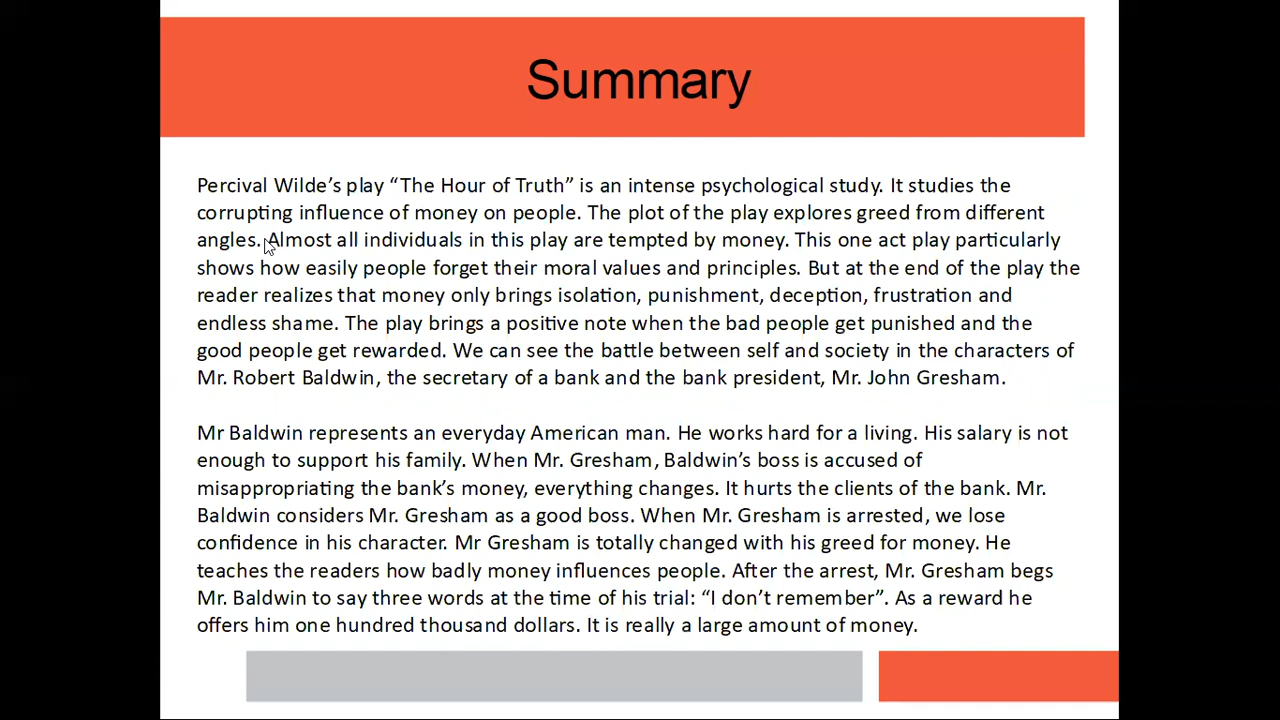 Summary
Percival Wilde’s play “The Hour of Truth” is an intense psychological study. It studies the
corrupting influence of money on people. The plot of the play explores greed from different
angles. Almost all individuals in this play are tempted by money. This one act play particularly
shows how easily people forget their moral values and principles. But at the end of the play the
reader realizes that money only brings isolation, punishment, deception, frustration and
endless shame. The play brings a positive note when the bad people get punished and the
good people get rewarded. We can see the battle between self and society in the characters of
Mr. Robert Baldwin, the secretary of a bank and the bank president, Mr. John Gresham.
Mr Baldwin represents an everyday American man. He works hard for a living. His salary is not
enough to support his family. When Mr. Gresham, Baldwin’s boss is accused of
misappropriating the bank’s money, everything changes. It hurts the clients of the bank. Mr.
Baldwin considers Mr. Gresham as a good boss. When Mr. Gresham is arrested, we lose
confidence in his character. Mr Gresham is totally changed with his greed for money. He
teaches the readers how badly money influences people. After the arrest, Mr. Gresham begs
Mr. Baldwin to say three words at the time of his trial: “I don’t remember”. As a reward he
offers him one hundred thousand dollars. It is really a large amount of money.